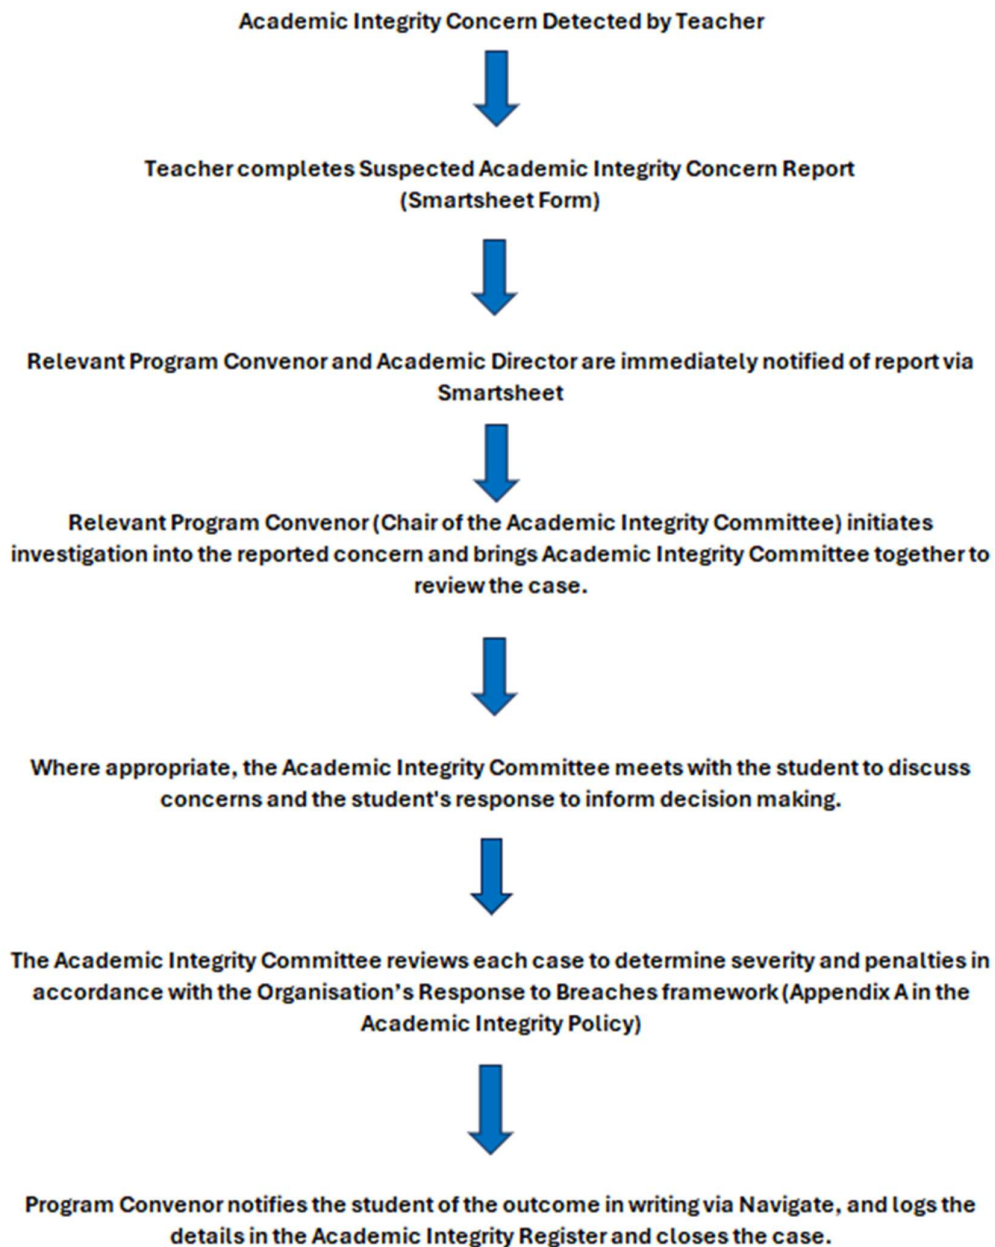 Academic Integrity Concern Detected by Teacher
Teacher completes Suspected Academic Integrity Concern Report
(Smartsheet Form)
Relevant Program Convenor and Academic Director are immediately notified of report via
Smartsheet
Relevant Program Convenor (Chair of the Academic Integrity Committee) initiates
investigation into the reported concern and brings Academic Integrity Committee together to
review the case.
Where appropriate, the Academic Integrity Committee meets with the student to discuss
concerns and the student's response to inform decision making.
The Academic Integrity Committee reviews each case to determine severity and penalties in
accordance with the Organisation’s Response to Breaches framework (Appendix A in the
Academic Integrity Policy)
Program Convenor notifies the student of the outcome in writing via Navigate, and logs the
details in the Academic Integrity Register and closes the case.